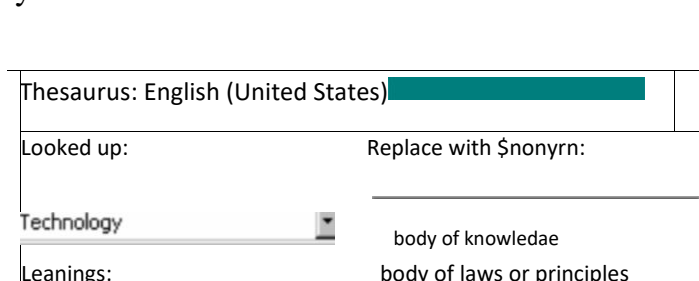 Thesaurus: English (United States)
Looked up: Replace with $nonyrn:
Technology
body of knowledae
Leanings: body of laws or principles